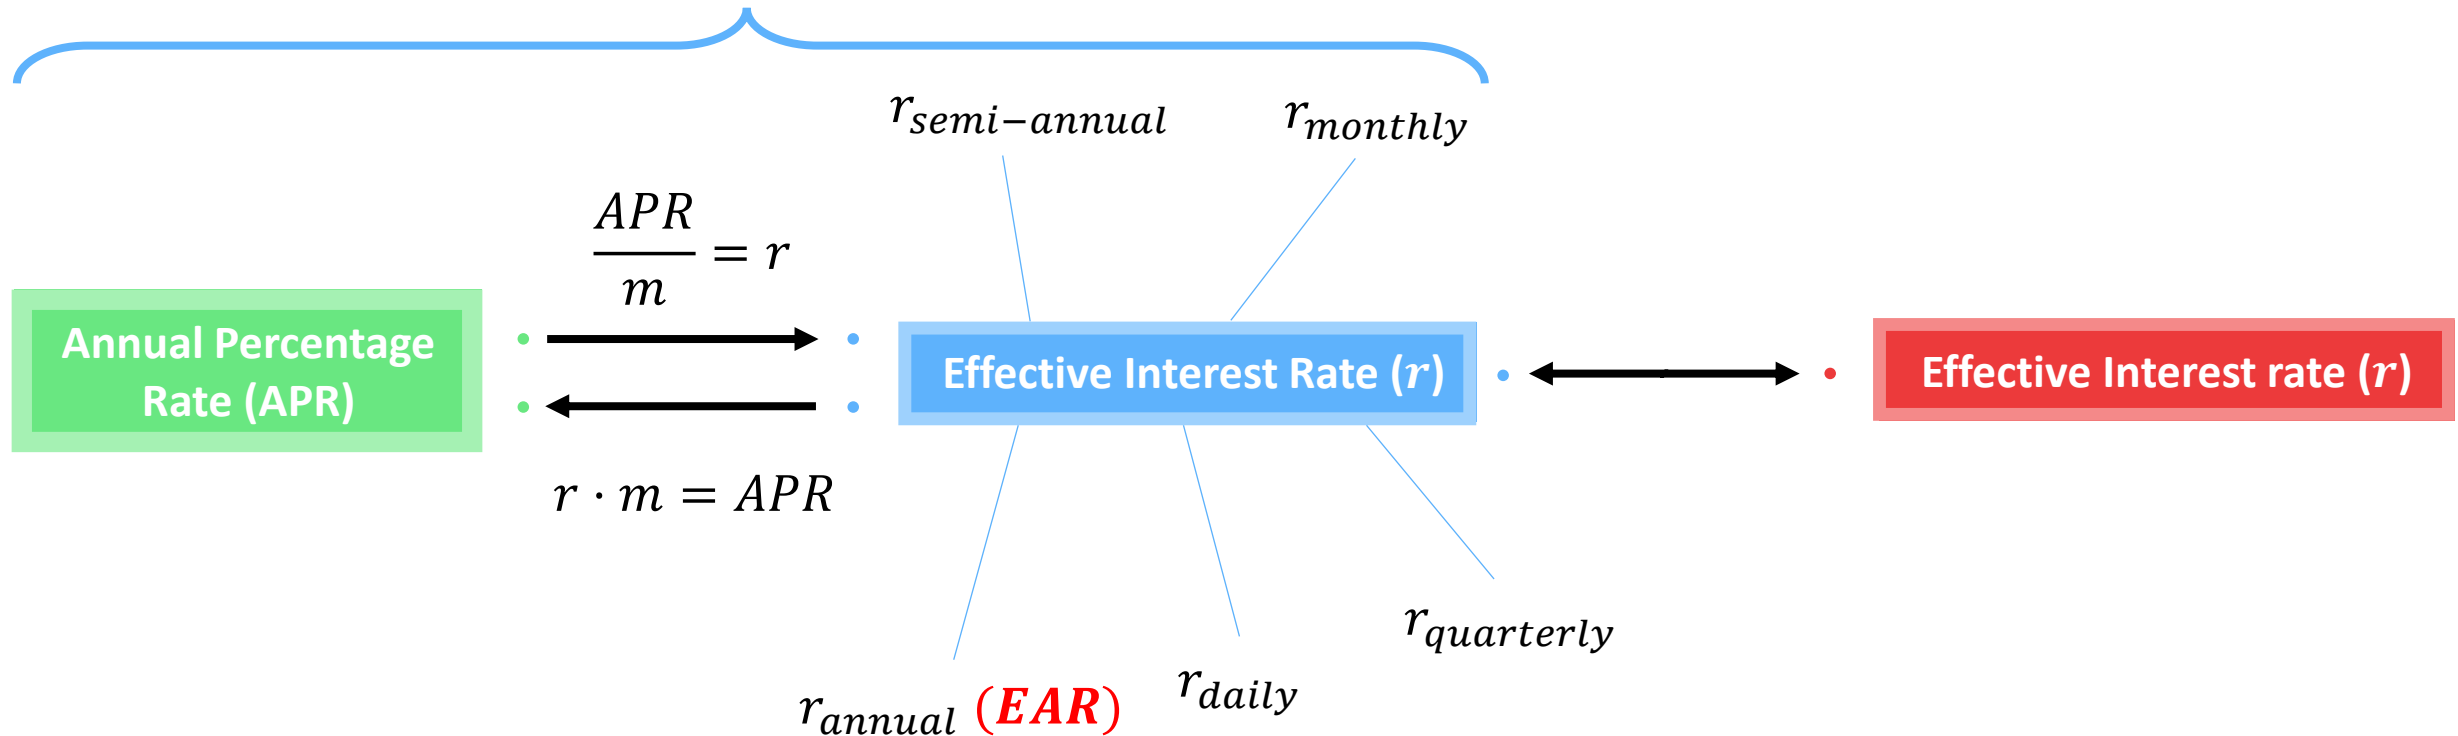 r_semi−annual
r_monthly
APR/m = r
Annual Percentage
Rate (APR)
Effective Interest Rate (r)
Effective Interest rate (r)
r · m = APR
r_quarterly
r_annual (EAR)
r_daily